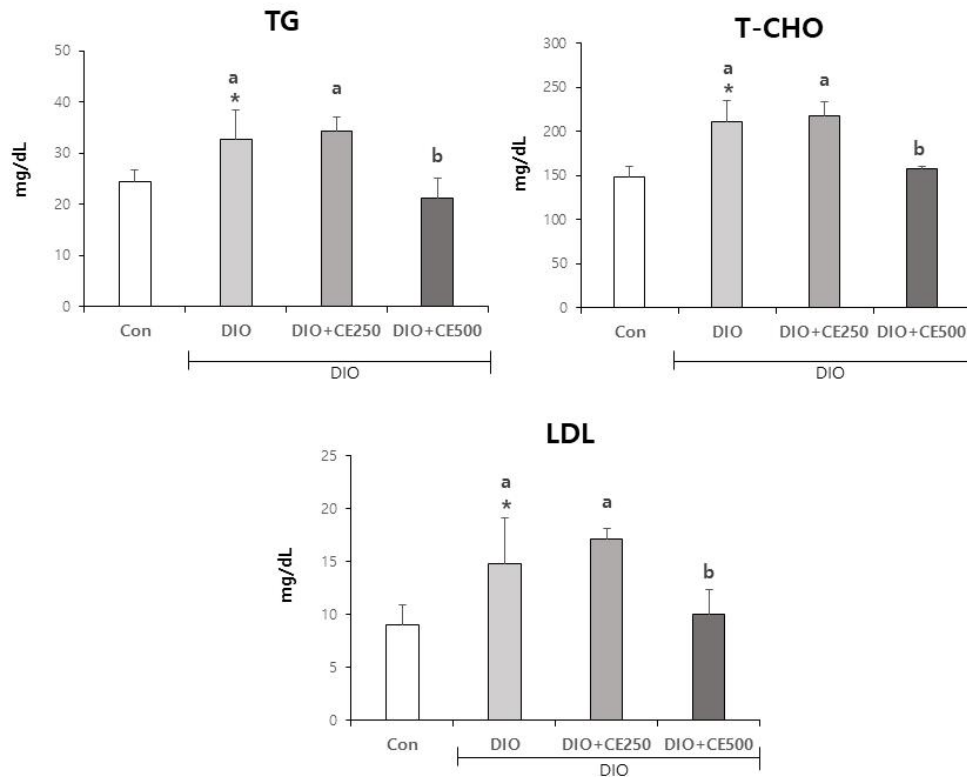 TG
50
40
30
20
10
0
mg/dL
a
*
a
b
Con DIO DIO+CE250 DIO+CE500
DIO
T-CHO
300
250
200
150
100
50
0
mg/dL
a
*
a
b
Con DIO DIO+CE250 DIO+CE500
DIO
LDL
25
20
15
10
5
0
mg/dL
a
*
a
b
Con DIO DIO+CE250 DIO+CE500
DIO